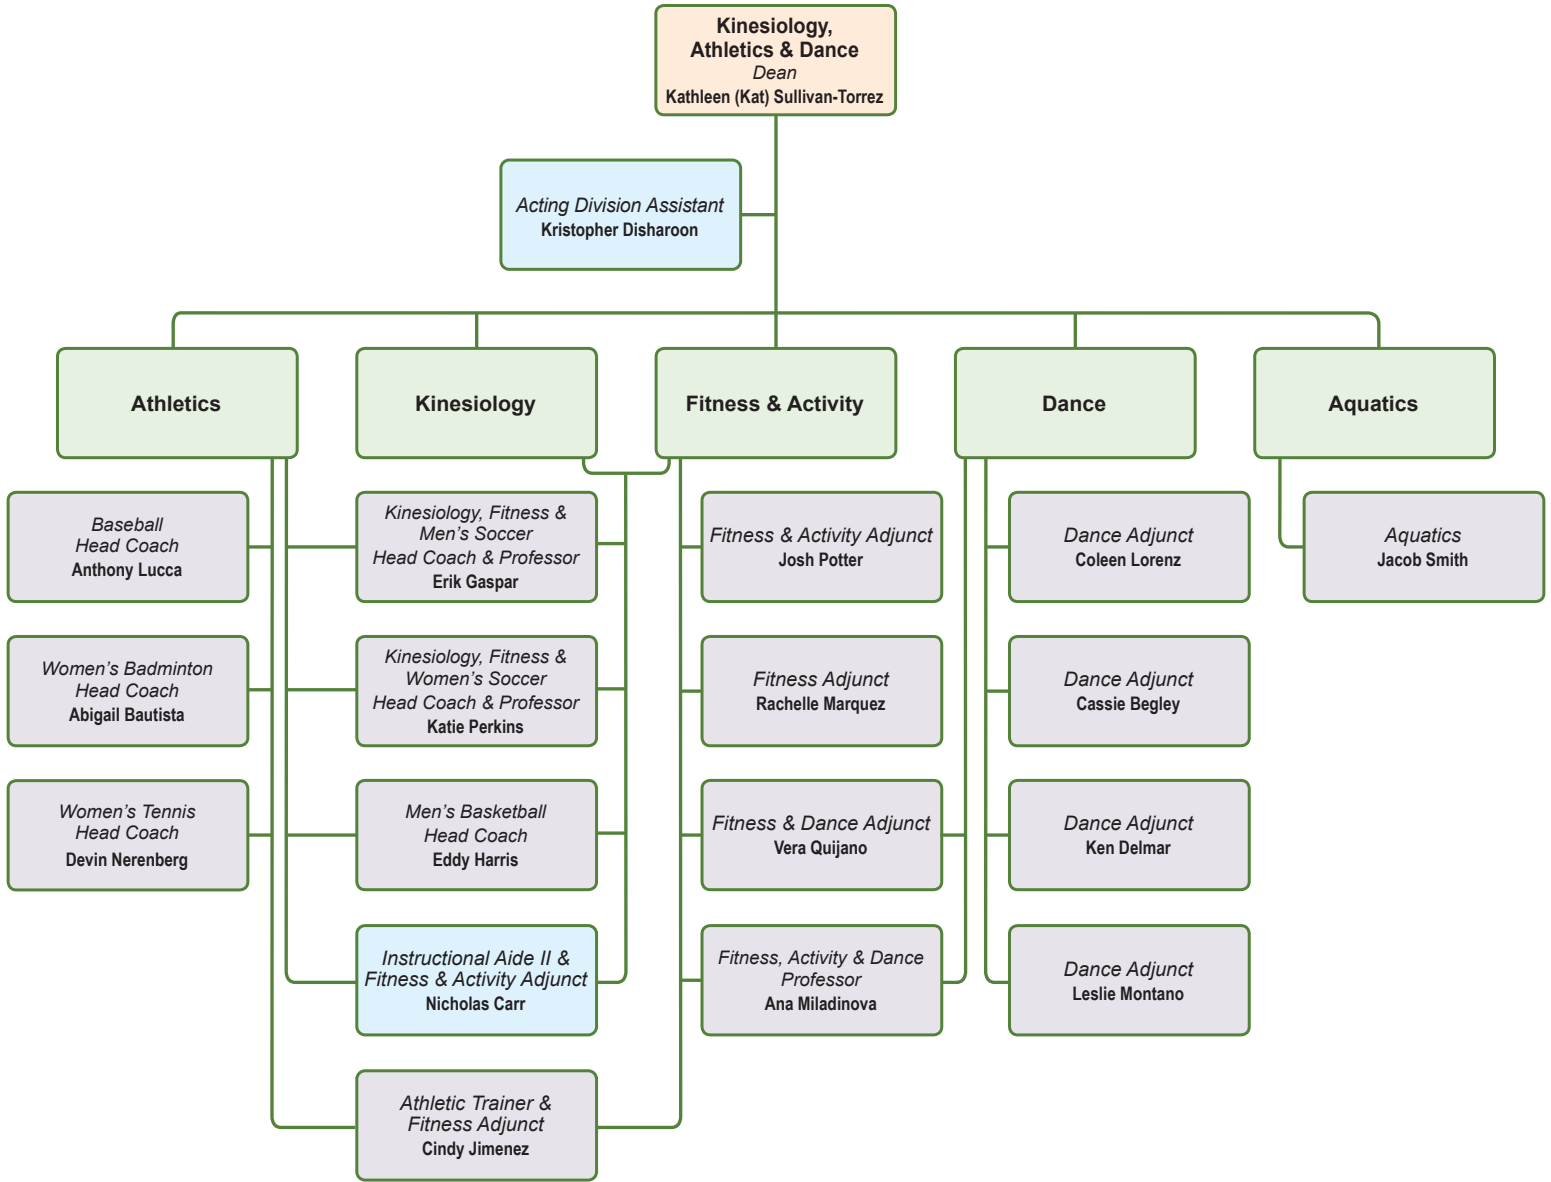 Kinesiology,
Athletics & Dance
Dean
Kathleen (Kat) Sullivan-Torrez
Acting Division Assistant
Kristopher Disharoon
Athletics
Kinesiology
Fitness & Activity
Dance
Aquatics
Baseball
Head Coach
Anthony Lucca
Kinesiology, Fitness &
Men’s Soccer
Head Coach & Professor
Erik Gaspar
Fitness & Activity Adjunct
Josh Potter
Dance Adjunct
Coleen Lorenz
Aquatics
Jacob Smith
Women’s Badminton
Head Coach
Abigail Bautista
Kinesiology, Fitness &
Women’s Soccer
Head Coach & Professor
Katie Perkins
Fitness Adjunct
Rachelle Marquez
Dance Adjunct
Cassie Begley
Women’s Tennis
Head Coach
Devin Nerenberg
Men’s Basketball
Head Coach
Eddy Harris
Fitness & Dance Adjunct
Vera Quijano
Dance Adjunct
Ken Delmar
Instructional Aide II &
Fitness & Activity Adjunct
Nicholas Carr
Fitness, Activity & Dance
Professor
Ana Miladinova
Dance Adjunct
Leslie Montano
Athletic Trainer &
Fitness Adjunct
Cindy Jimenez